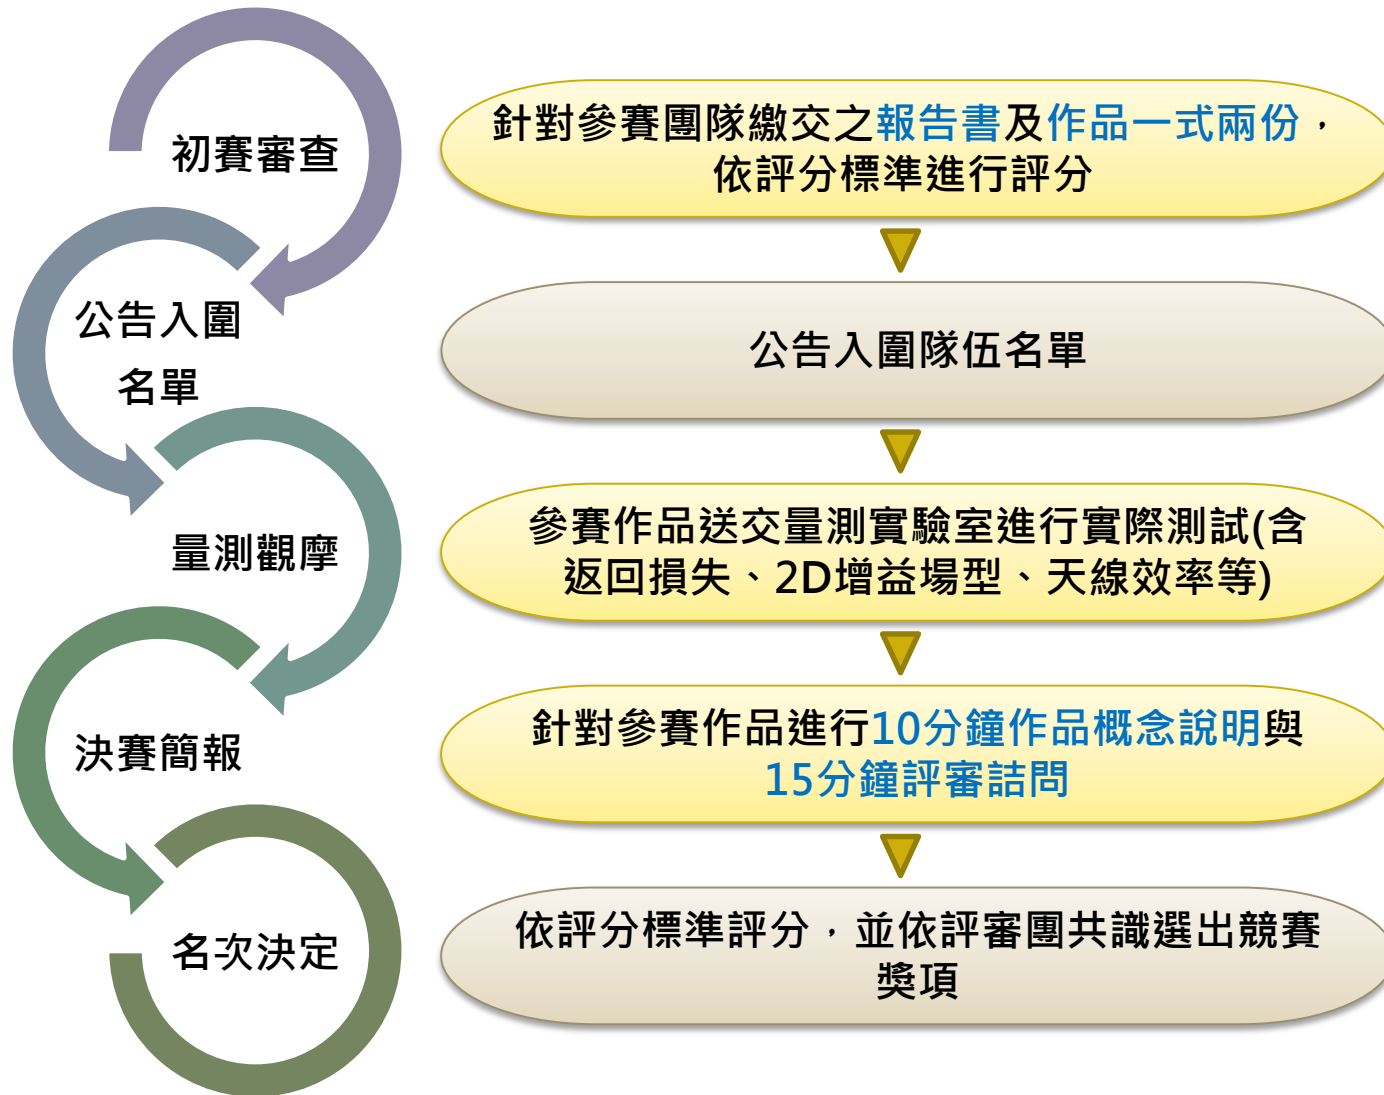 初賽審查
針對參賽團隊繳交之報告書及作品一式兩份，
依評分標準進行評分
公告入圍
名單
公告入圍隊伍名單
量測觀摩
參賽作品送交量測實驗室進行實際測試(含
返回損失、2D增益場型、天線效率等)
決賽簡報
針對參賽作品進行10分鐘作品概念說明與
15分鐘評審詰問
名次決定
依評分標準評分，並依評審團共識選出競賽
獎項